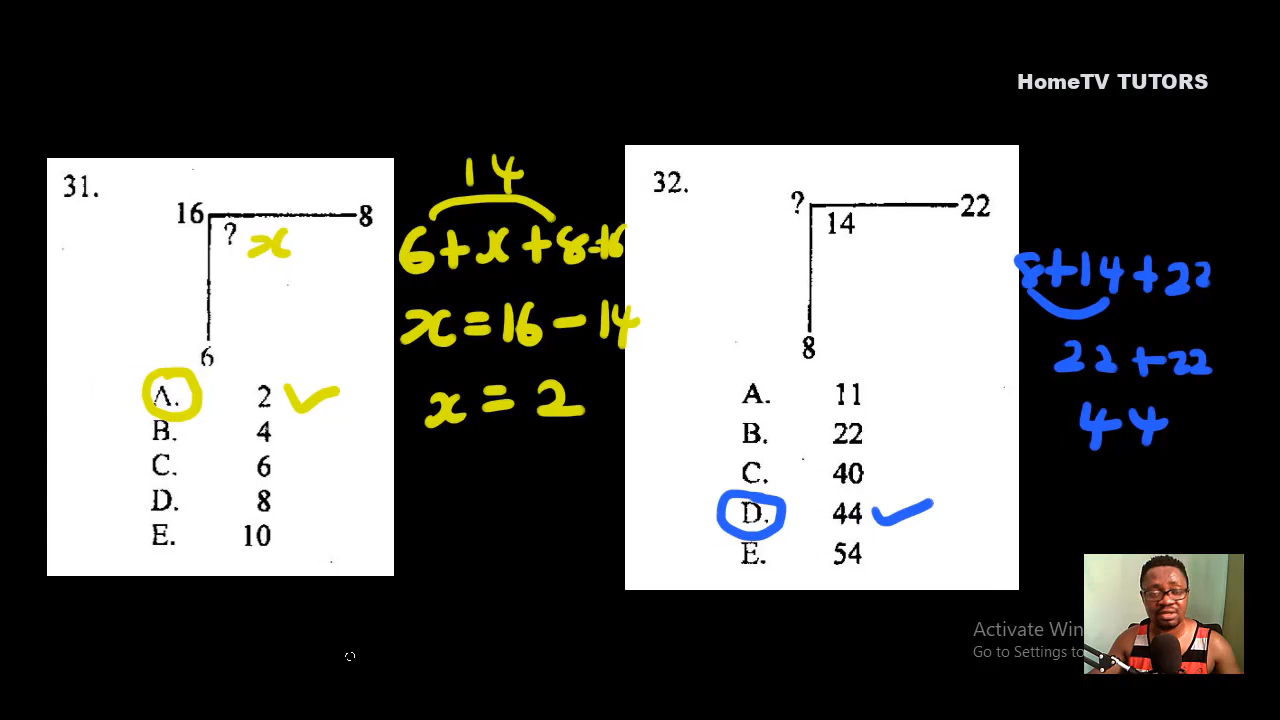 HomeTV TUTORS
31.
16
8
? x
6
A. 2
B. 4
C. 6
D. 8
E. 10
14
6+x+8=16
x=16-14
x=2
32.
?
22
14
8
A. 11
B. 22
C. 40
D. 44
E. 54
8+14+22
22+22
44
Activate Win
Go to Settings to